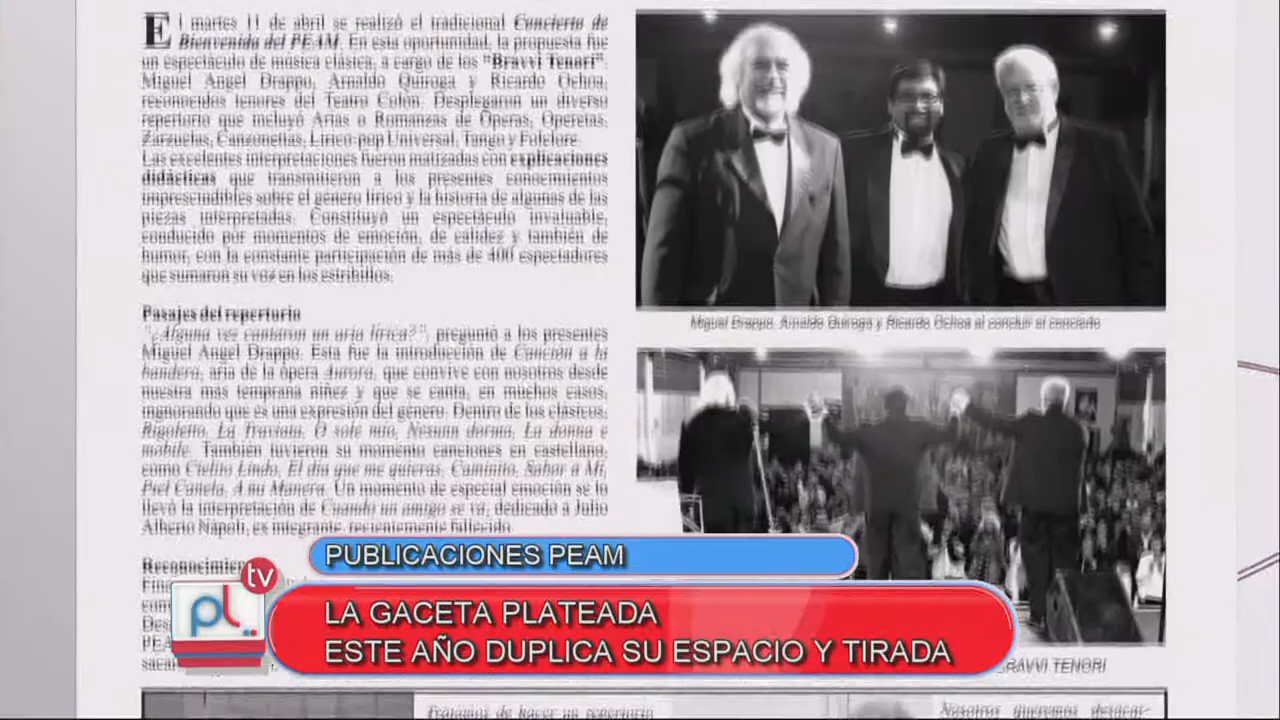 El martes 11 de abril se realizó el tradicional Concierto de
Bienvenida del PEAM. En esta oportunidad, la propuesta fue
un espectáculo de música clásica, a cargo de los "Bravvi Tenori".
Miguel Angel Drappo, Arnaldo Quiroga y Ricardo Ochoa,
reconocidos tenores del Teatro Colón. Desplegaron un diverso
repertorio que incluyó Arias o Romanzas de Óperas, Operetas,
Zarzuelas, Canzonettas, Lírico-pop Universal, Tango y Folclore.
Las excelentes interpretaciones fueron matizadas con explicaciones
didácticas que transmitieron a los presentes conocimientos
imprescindibles sobre el género lírico y la historia de algunas de las
piezas interpretadas. Constituyó un espectáculo invaluable,
conducido por momentos de emoción, de calidez y también de
humor, con la constante participación de más de 400 espectadores
que sumaron su voz en los estribillos.
Pasajes del repertorio
"¿Alguna vez cantaron un aria lírica?", preguntó a los presentes
Miguel Angel Drappo. Esta fue la introducción de Canción a la
bandera, aria de la ópera Aurora, que convive con nosotros desde
nuestra más temprana niñez y que se canta, en muchos casos,
ignorando que es una expresión del género. Dentro de los clásicos,
Rigoletto, La Traviata, O sole mio, Nesuna dorma, La donna e
mobile. También tuvieron su momento canciones en castellano,
como Cielito Lindo, El día que me quieras, Caminito, Sabor a Mí,
Piel Canela, A mi Manera. Un momento de especial emoción se lo
llevó la interpretación de Cuando un amigo se va, dedicado a Julio
Alberto Nápoli, ex integrante, recientemente fallecido.
Miguel Drappo, Arnaldo Quiroga y Ricardo Ochoa al concluir el concierto
BRAVVI TENORI
PUBLICACIONES PEAM
LA GACETA PLATEADA
ESTE AÑO DUPLICA SU ESPACIO Y TIRADA
pl..
tv
PEA
saca
de hacer un repertorio
Nosotros queremos destacar-